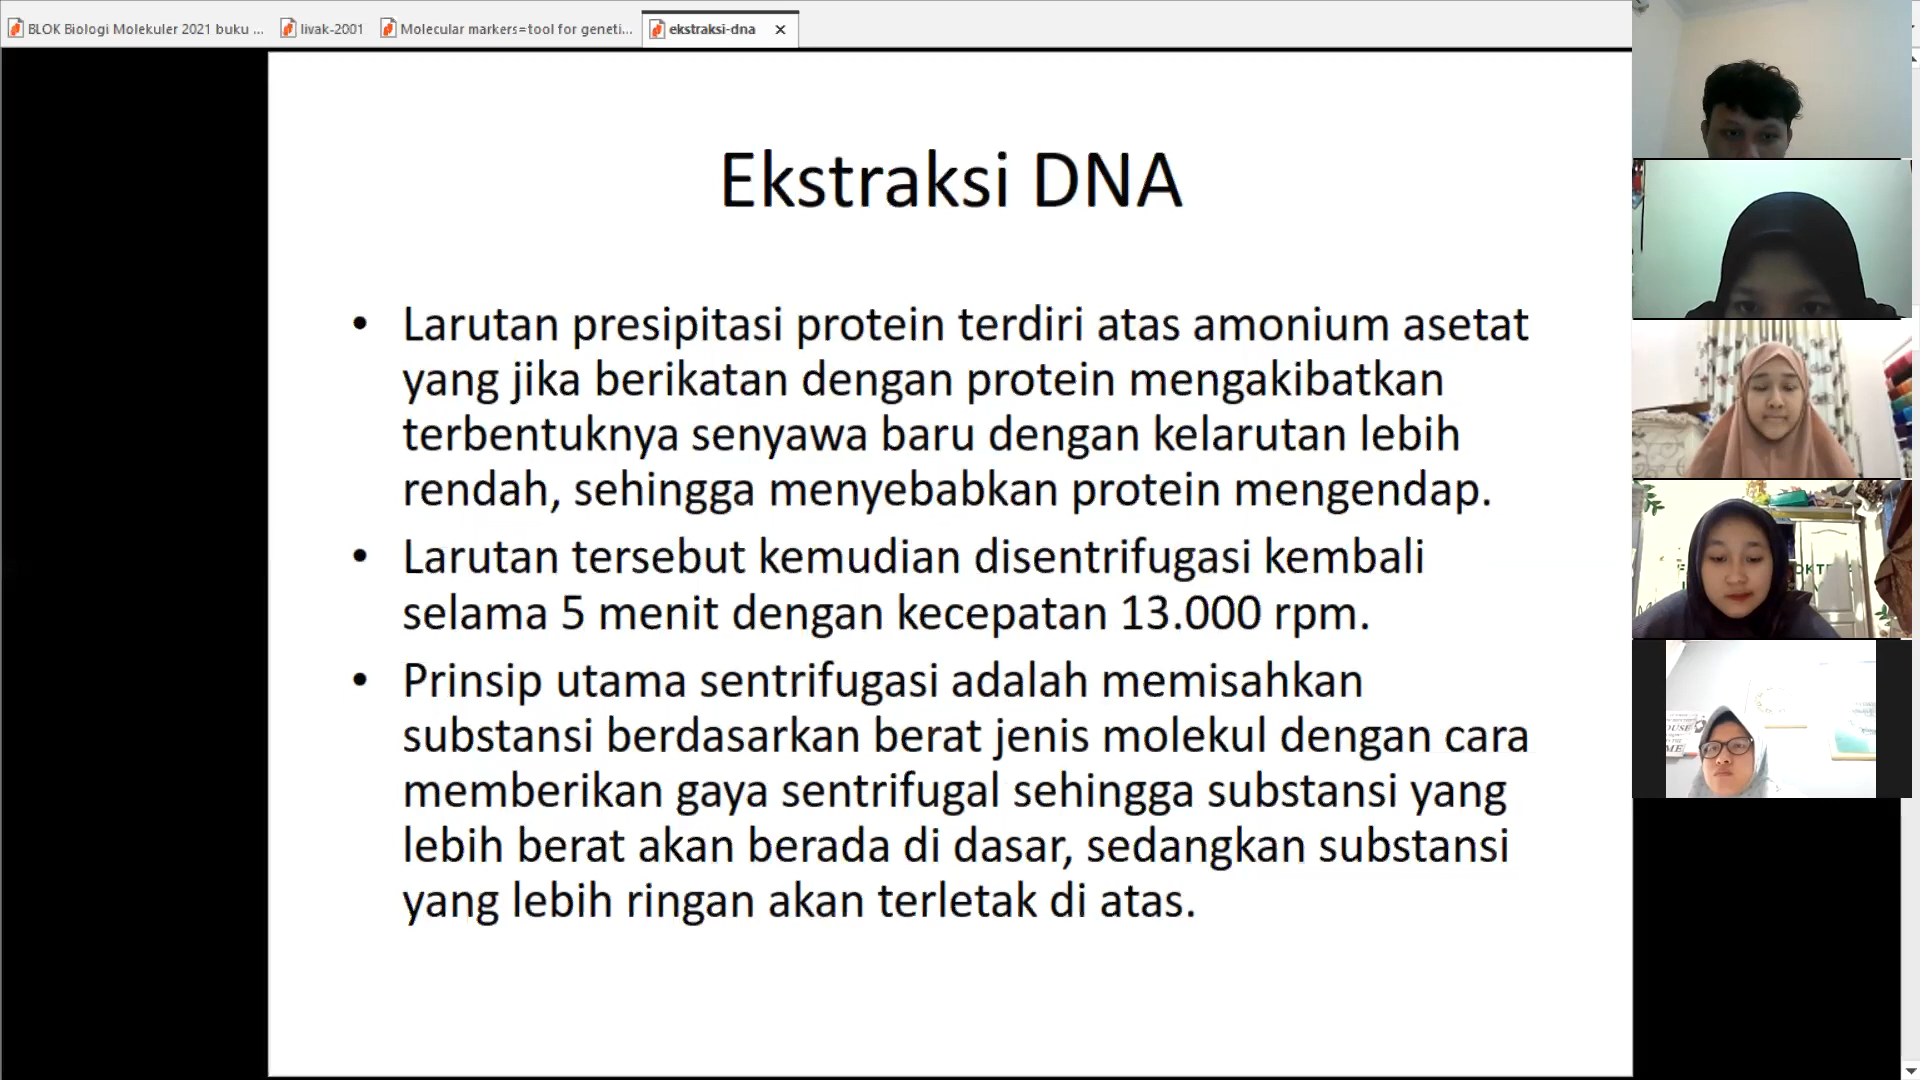 BLOK Biologi Molekuler 2021 buku ...
livak-2001
Molecular markers=tool for geneti...
ekstraksi-dna
Ekstraksi DNA
• Larutan presipitasi protein terdiri atas amonium asetat
yang jika berikatan dengan protein mengakibatkan
terbentuknya senyawa baru dengan kelarutan lebih
rendah, sehingga menyebabkan protein mengendap.
• Larutan tersebut kemudian disentrifugasi kembali
selama 5 menit dengan kecepatan 13.000 rpm.
• Prinsip utama sentrifugasi adalah memisahkan
substansi berdasarkan berat jenis molekul dengan cara
memberikan gaya sentrifugal sehingga substansi yang
lebih berat akan berada di dasar, sedangkan substansi
yang lebih ringan akan terletak di atas.